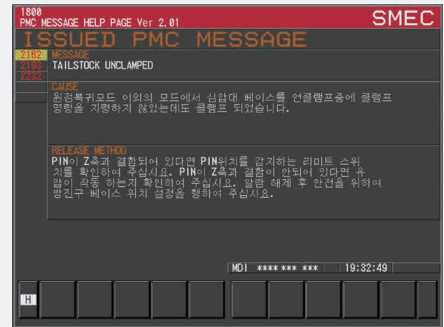 1800
PMC MESSAGE HELP PAGE Ver 2.01
SMEC
ISSUED PMC MESSAGE
2162
2232
MESSAGE
TAILSTOCK UNCLAMPED
CAUSE
원점복귀모드 이외의 모드에서 심압대 베이스를 언클램프중에 클램프
명령을 지령하지 않았는데도 클램프 되었습니다.
RELEASE METHOD
PIN이 Z축과 결합되어 있다면 PIN위치를 감지하는 리미트 스위
치를 확인하여 주십시요. PIN이 Z축과 결합이 안되어 있다면 유
압이 작동 하는지 확인하여 주십시요. 알람 해제 후 안전을 위하여
방진구 베이스 위치 설정을 행하여 주십시요.
MDI **** *** *** 19:32:49
H